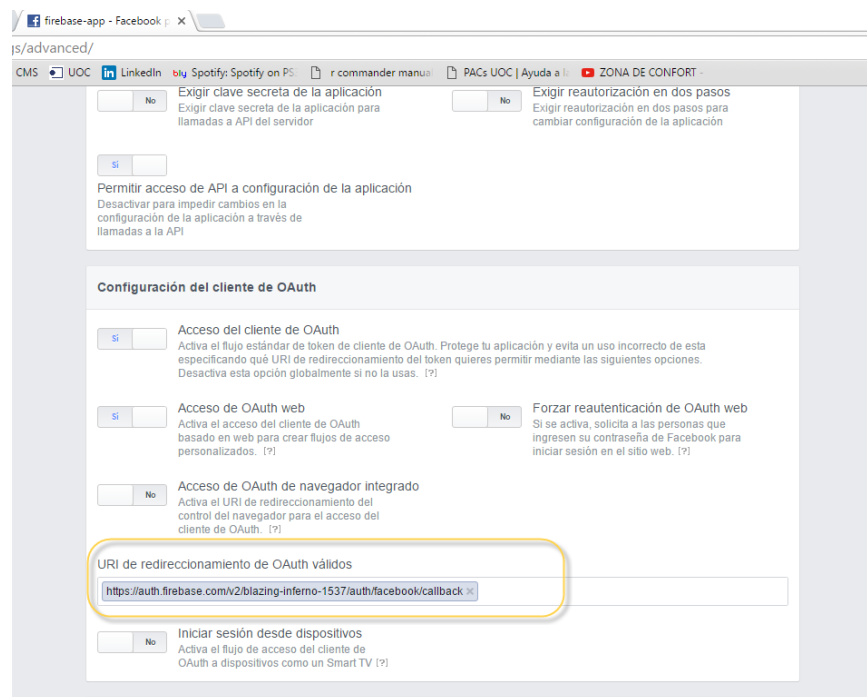 firebase-app - Facebook p
gs/advanced/
CMS UOC LinkedIn bly Spotify: Spotify on PS r commander manua PACs UOC | Ayuda a l ZONA DE CONFORT -
No Exigir clave secreta de la aplicación
Exigir clave secreta de la aplicación para
llamadas a API del servidor
No Exigir reautorización en dos pasos
Exigir reautorización en dos pasos para
cambiar configuración de la aplicación
Sí
Permitir acceso de API a configuración de la aplicación
Desactivar para impedir cambios en la
configuración de la aplicación a través de
llamadas a la API
Configuración del cliente de OAuth
Sí Acceso del cliente de OAuth
Activa el flujo estándar de token de cliente de OAuth. Protege tu aplicación y evita un uso incorrecto de esta
especificando qué URI de redireccionamiento del token quieres permitir mediante las siguientes opciones.
Desactiva esta opción globalmente si no la usas. [?]
Sí Acceso de OAuth web
Activa el acceso del cliente de OAuth
basado en web para crear flujos de acceso
personalizados. [?]
No Forzar reautenticación de OAuth web
Si se activa, solicita a las personas que
ingresen su contraseña de Facebook para
iniciar sesión en el sitio web. [?]
No Acceso de OAuth de navegador integrado
Activa el URI de redireccionamiento del
control del navegador para el acceso del
cliente de OAuth. [?]
URI de redireccionamiento de OAuth válidos
https://auth.firebase.com/v2/blazing-inferno-1537/auth/facebook/callback ×
No Iniciar sesión desde dispositivos
Activa el flujo de acceso del cliente de
OAuth a dispositivos como un Smart TV [?]